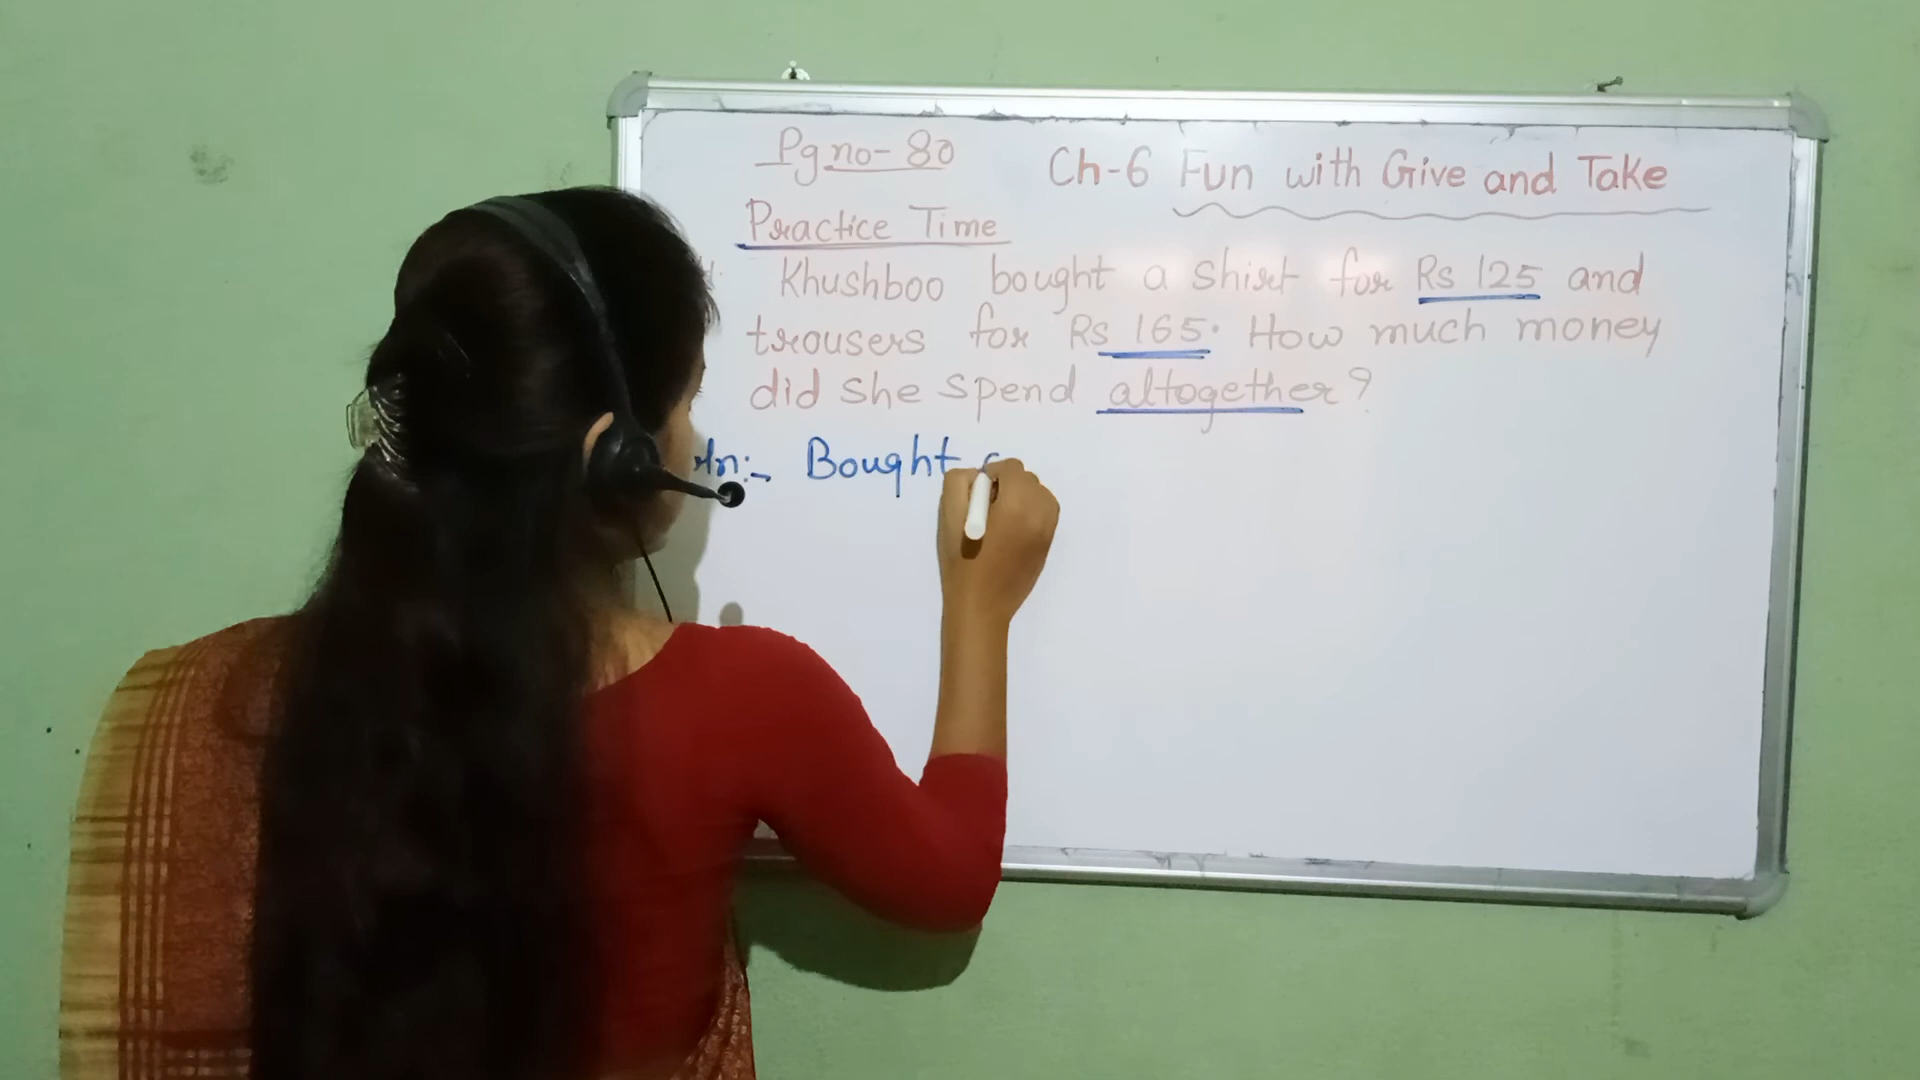 Pg no- 80
Ch-6 Fun with Give and Take
Practice Time
Khushboo bought a shirt for Rs 125 and
trousers for Rs 165. How much money
did she spend altogether?
Bought